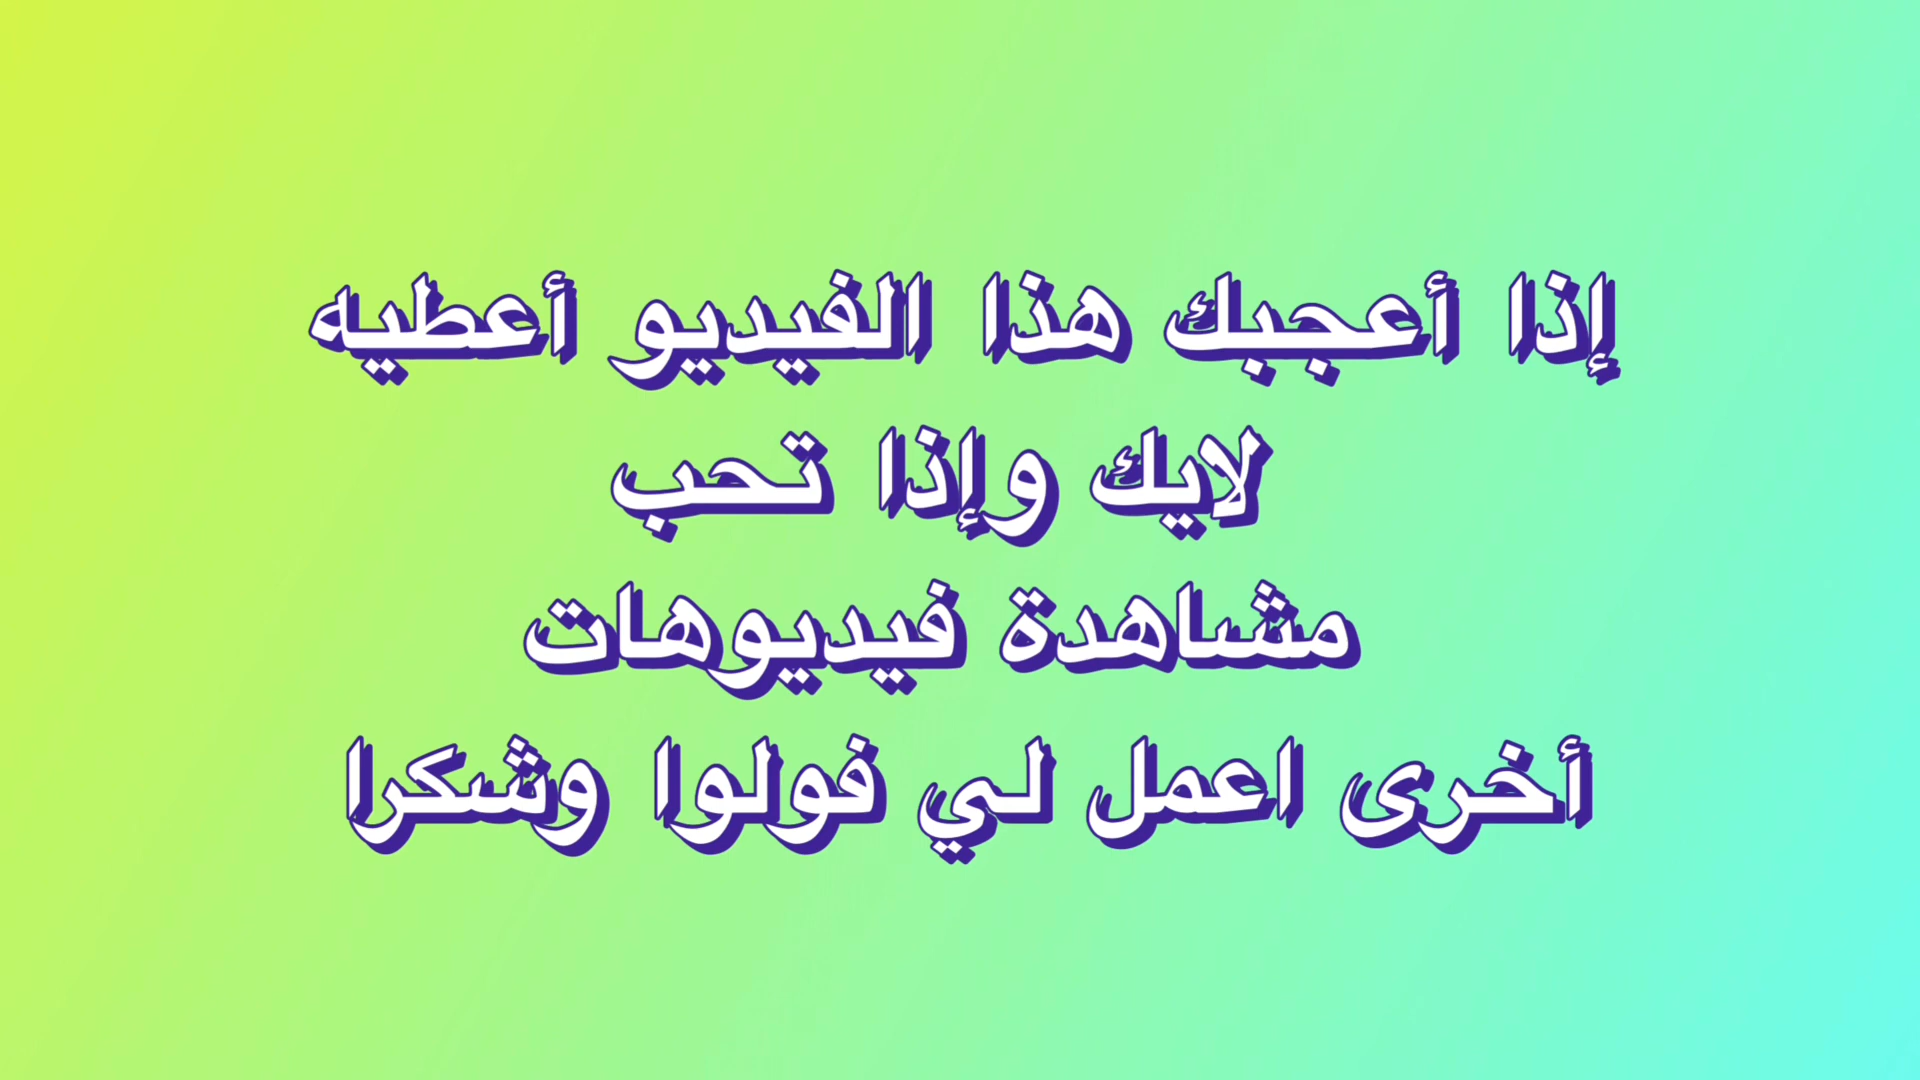 إذا أعجبك هذا الفيديو أعطيه
لايك وإذا تحب
مشاهدة فيديوهات
أخرى اعمل لي فولوا وشكرا